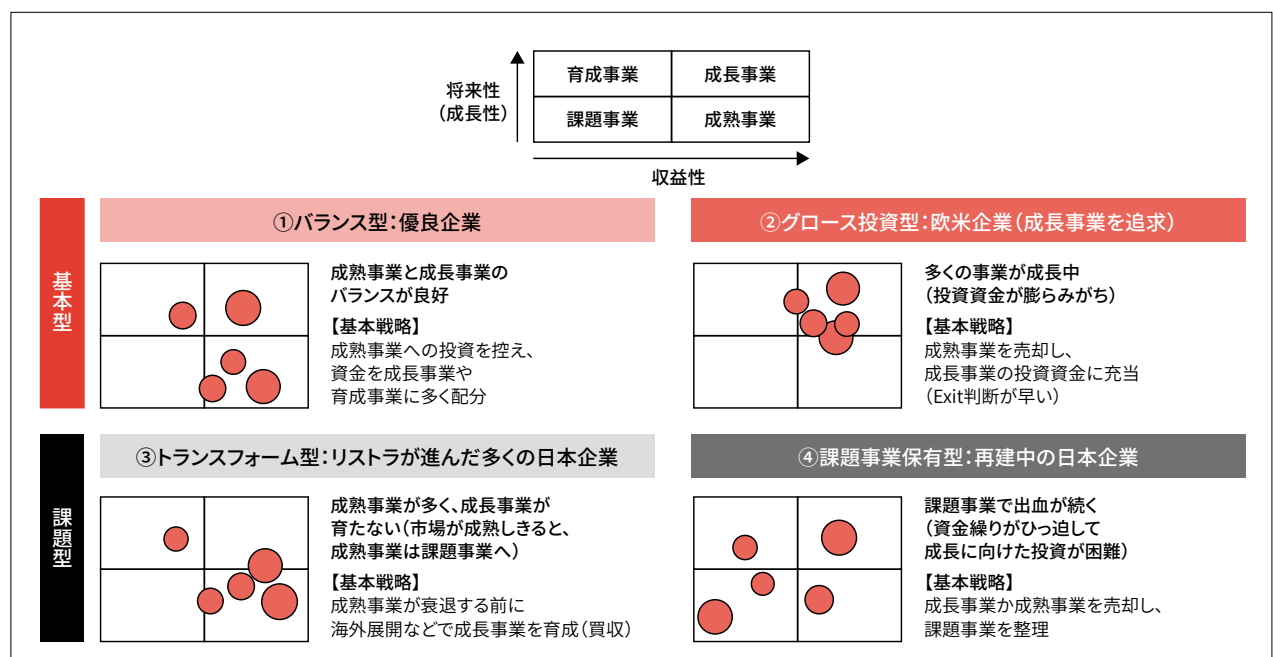 将来性
（成長性）
育成事業
成長事業
課題事業
成熟事業
収益性
基本型
①バランス型：優良企業
成熟事業と成長事業の
バランスが良好
【基本戦略】
成熟事業への投資を控え、
資金を成長事業や
育成事業に多く配分
②グロース投資型：欧米企業（成長事業を追求）
多くの事業が成長中
（投資資金が膨らみがち）
【基本戦略】
成熟事業を売却し、
成長事業の投資資金に充当
（Exit判断が早い）
課題型
③トランスフォーム型：リストラが進んだ多くの日本企業
成熟事業が多く、成長事業が
育たない（市場が成熟しきると、
成熟事業は課題事業へ）
【基本戦略】
成熟事業が衰退する前に
海外展開などで成長事業を育成（買収）
④課題事業保有型：再建中の日本企業
課題事業で出血が続く
（資金繰りがひっ迫して
成長に向けた投資が困難）
【基本戦略】
成長事業か成熟事業を売却し、
課題事業を整理